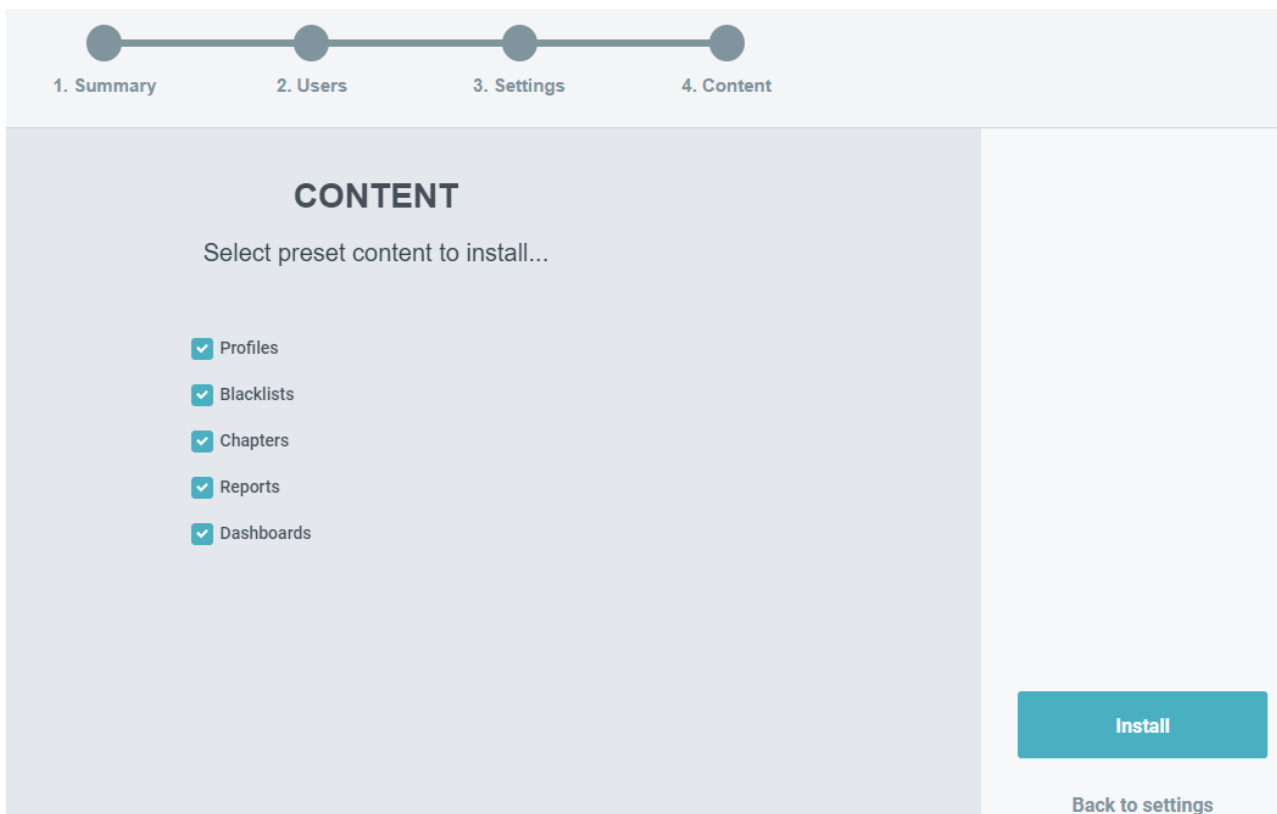 1. Summary
2. Users
3. Settings
4. Content
CONTENT
Select preset content to install...
Profiles
Blacklists
Chapters
Reports
Dashboards
Install
Back to settings